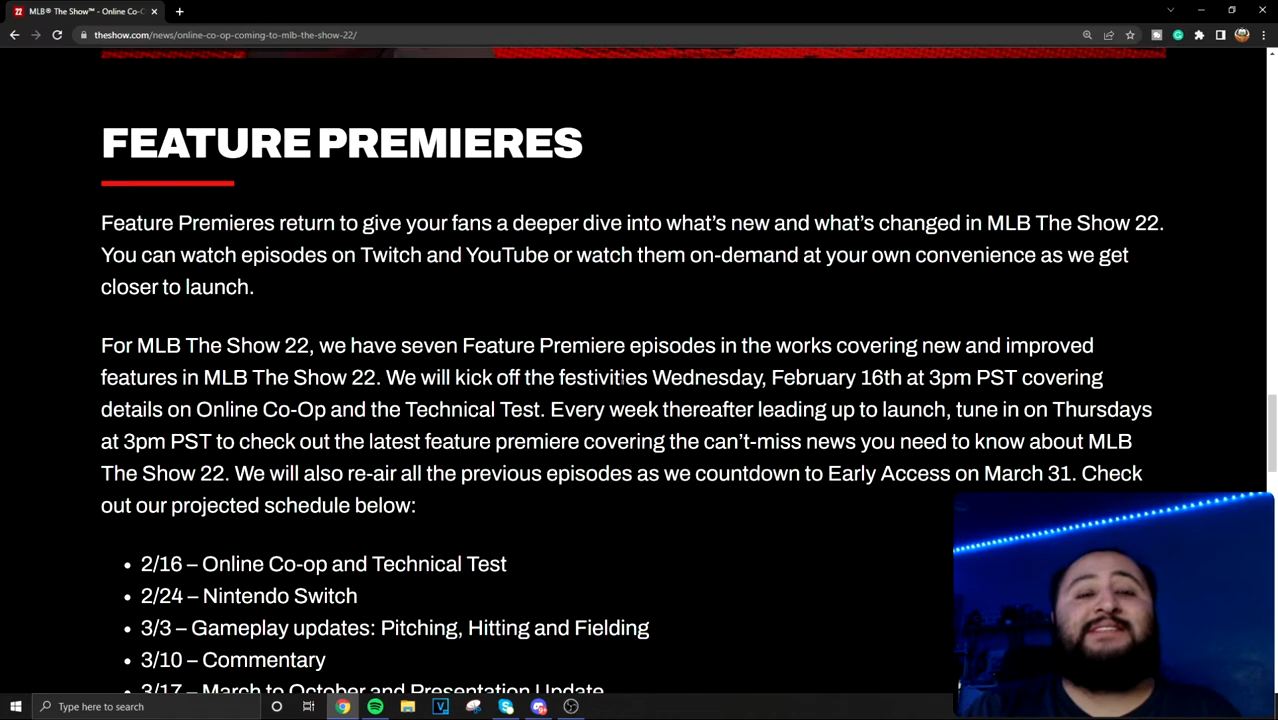 MLB® The Show™ - Online Co-O
theshow.com/news/online-co-op-coming-to-mlb-the-show-22/
FEATURE PREMIERES
Feature Premieres return to give your fans a deeper dive into what’s new and what’s changed in MLB The Show 22.
You can watch episodes on Twitch and YouTube or watch them on-demand at your own convenience as we get
closer to launch.
For MLB The Show 22, we have seven Feature Premiere episodes in the works covering new and improved
features in MLB The Show 22. We will kick off the festivities Wednesday, February 16th at 3pm PST covering
details on Online Co-Op and the Technical Test. Every week thereafter leading up to launch, tune in on Thursdays
at 3pm PST to check out the latest feature premiere covering the can’t-miss news you need to know about MLB
The Show 22. We will also re-air all the previous episodes as we countdown to Early Access on March 31. Check
out our projected schedule below:
• 2/16 – Online Co-op and Technical Test
• 2/24 – Nintendo Switch
• 3/3 – Gameplay updates: Pitching, Hitting and Fielding
• 3/10 – Commentary
3/17 – March to October and Presentation Update
Type here to search